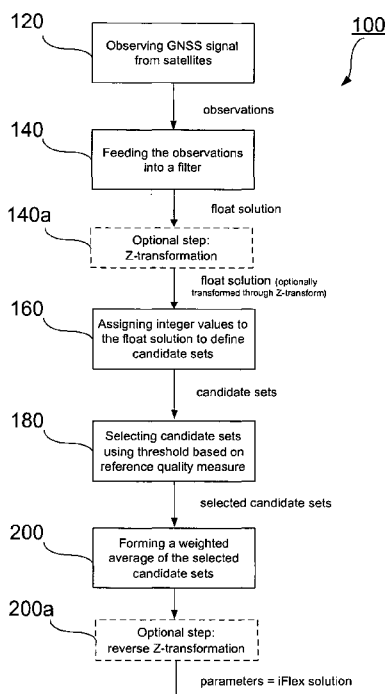 100
120
Observing GNSS signal
from satellites
observations
140
Feeding the observations
into a filter
float solution
140a
Optional step:
Z-transformation
float solution (optionally
transformed through Z-transform)
160
Assigning integer values to
the float solution to define
candidate sets
candidate sets
180
Selecting candidate sets
using threshold based on
reference quality measure
selected candidate sets
200
Forming a weighted
average of the selected
candidate sets
200a
Optional step:
reverse Z-transformation
parameters = iFlex solution